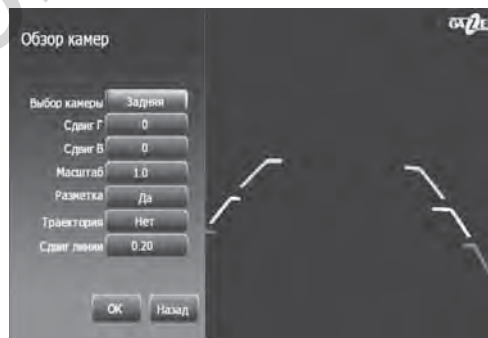 Обзор камер
Выбор камеры Задняя
Сдвиг Г 0
Сдвиг В 0
Масштаб 1.0
Разметка Да
Траектория Нет
Сдвиг линии 0.20
ОК Назад